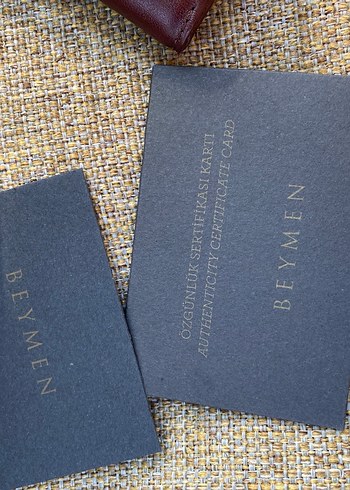 ÖZGÜNLÜK SERTİFİKASI KARTI
AUTHENTICITY CERTIFICATE CARD
BEYMEN
BEYMEN